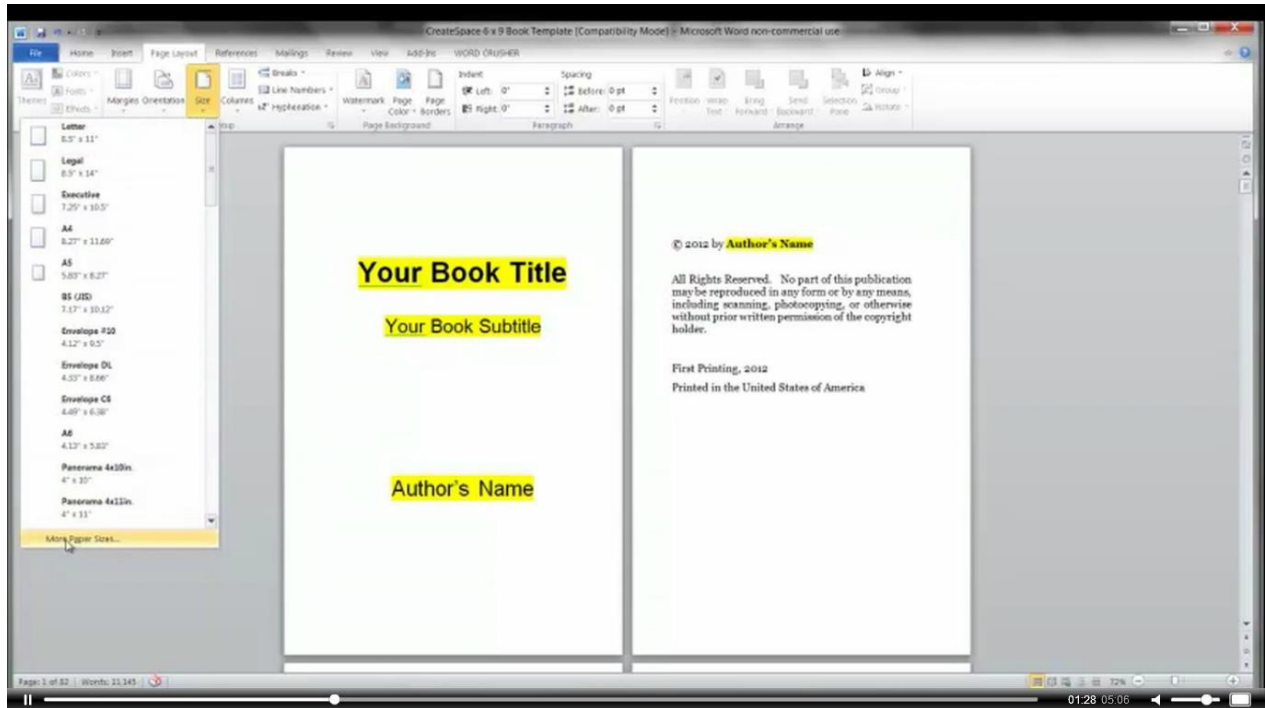 CreateSpace 6 x 9 Book Template [Compatibility Mode] - Microsoft Word non-commercial use
File Home Insert Page Layout References Mailings Review View Add-Ins WORD CRUSHER
Colors
Fonts
Effects
Themes
Margins Orientation Size Columns
Breaks
Line Numbers
Hyphenation
Watermark Page Color Page Borders
Page Background
Indent
Left: 0"
Right: 0"
Spacing
Before: 0 pt
After: 0 pt
Paragraph
Position Wrap Text Bring Forward Send Backward Selection Pane
Align
Group
Rotate
Arrange
Letter
8.5" x 11"
Legal
8.5" x 14"
Executive
7.25" x 10.5"
A4
8.27" x 11.69"
A5
5.83" x 8.27"
B5 (JIS)
7.17" x 10.12"
Envelope #10
4.12" x 9.5"
Envelope DL
4.33" x 8.66"
Envelope C6
4.49" x 6.38"
A6
4.13" x 5.83"
Panorama 4x10in.
4" x 10"
Panorama 4x11in.
4" x 11"
More Paper Sizes...
Your Book Title
Your Book Subtitle
Author's Name
© 2012 by Author's Name
All Rights Reserved. No part of this publication
may be reproduced in any form or by any means,
including scanning, photocopying, or otherwise
without prior written permission of the copyright
holder.
First Printing, 2012
Printed in the United States of America
Page: 1 of 82 Words: 11,145
72%
01:28 05:06